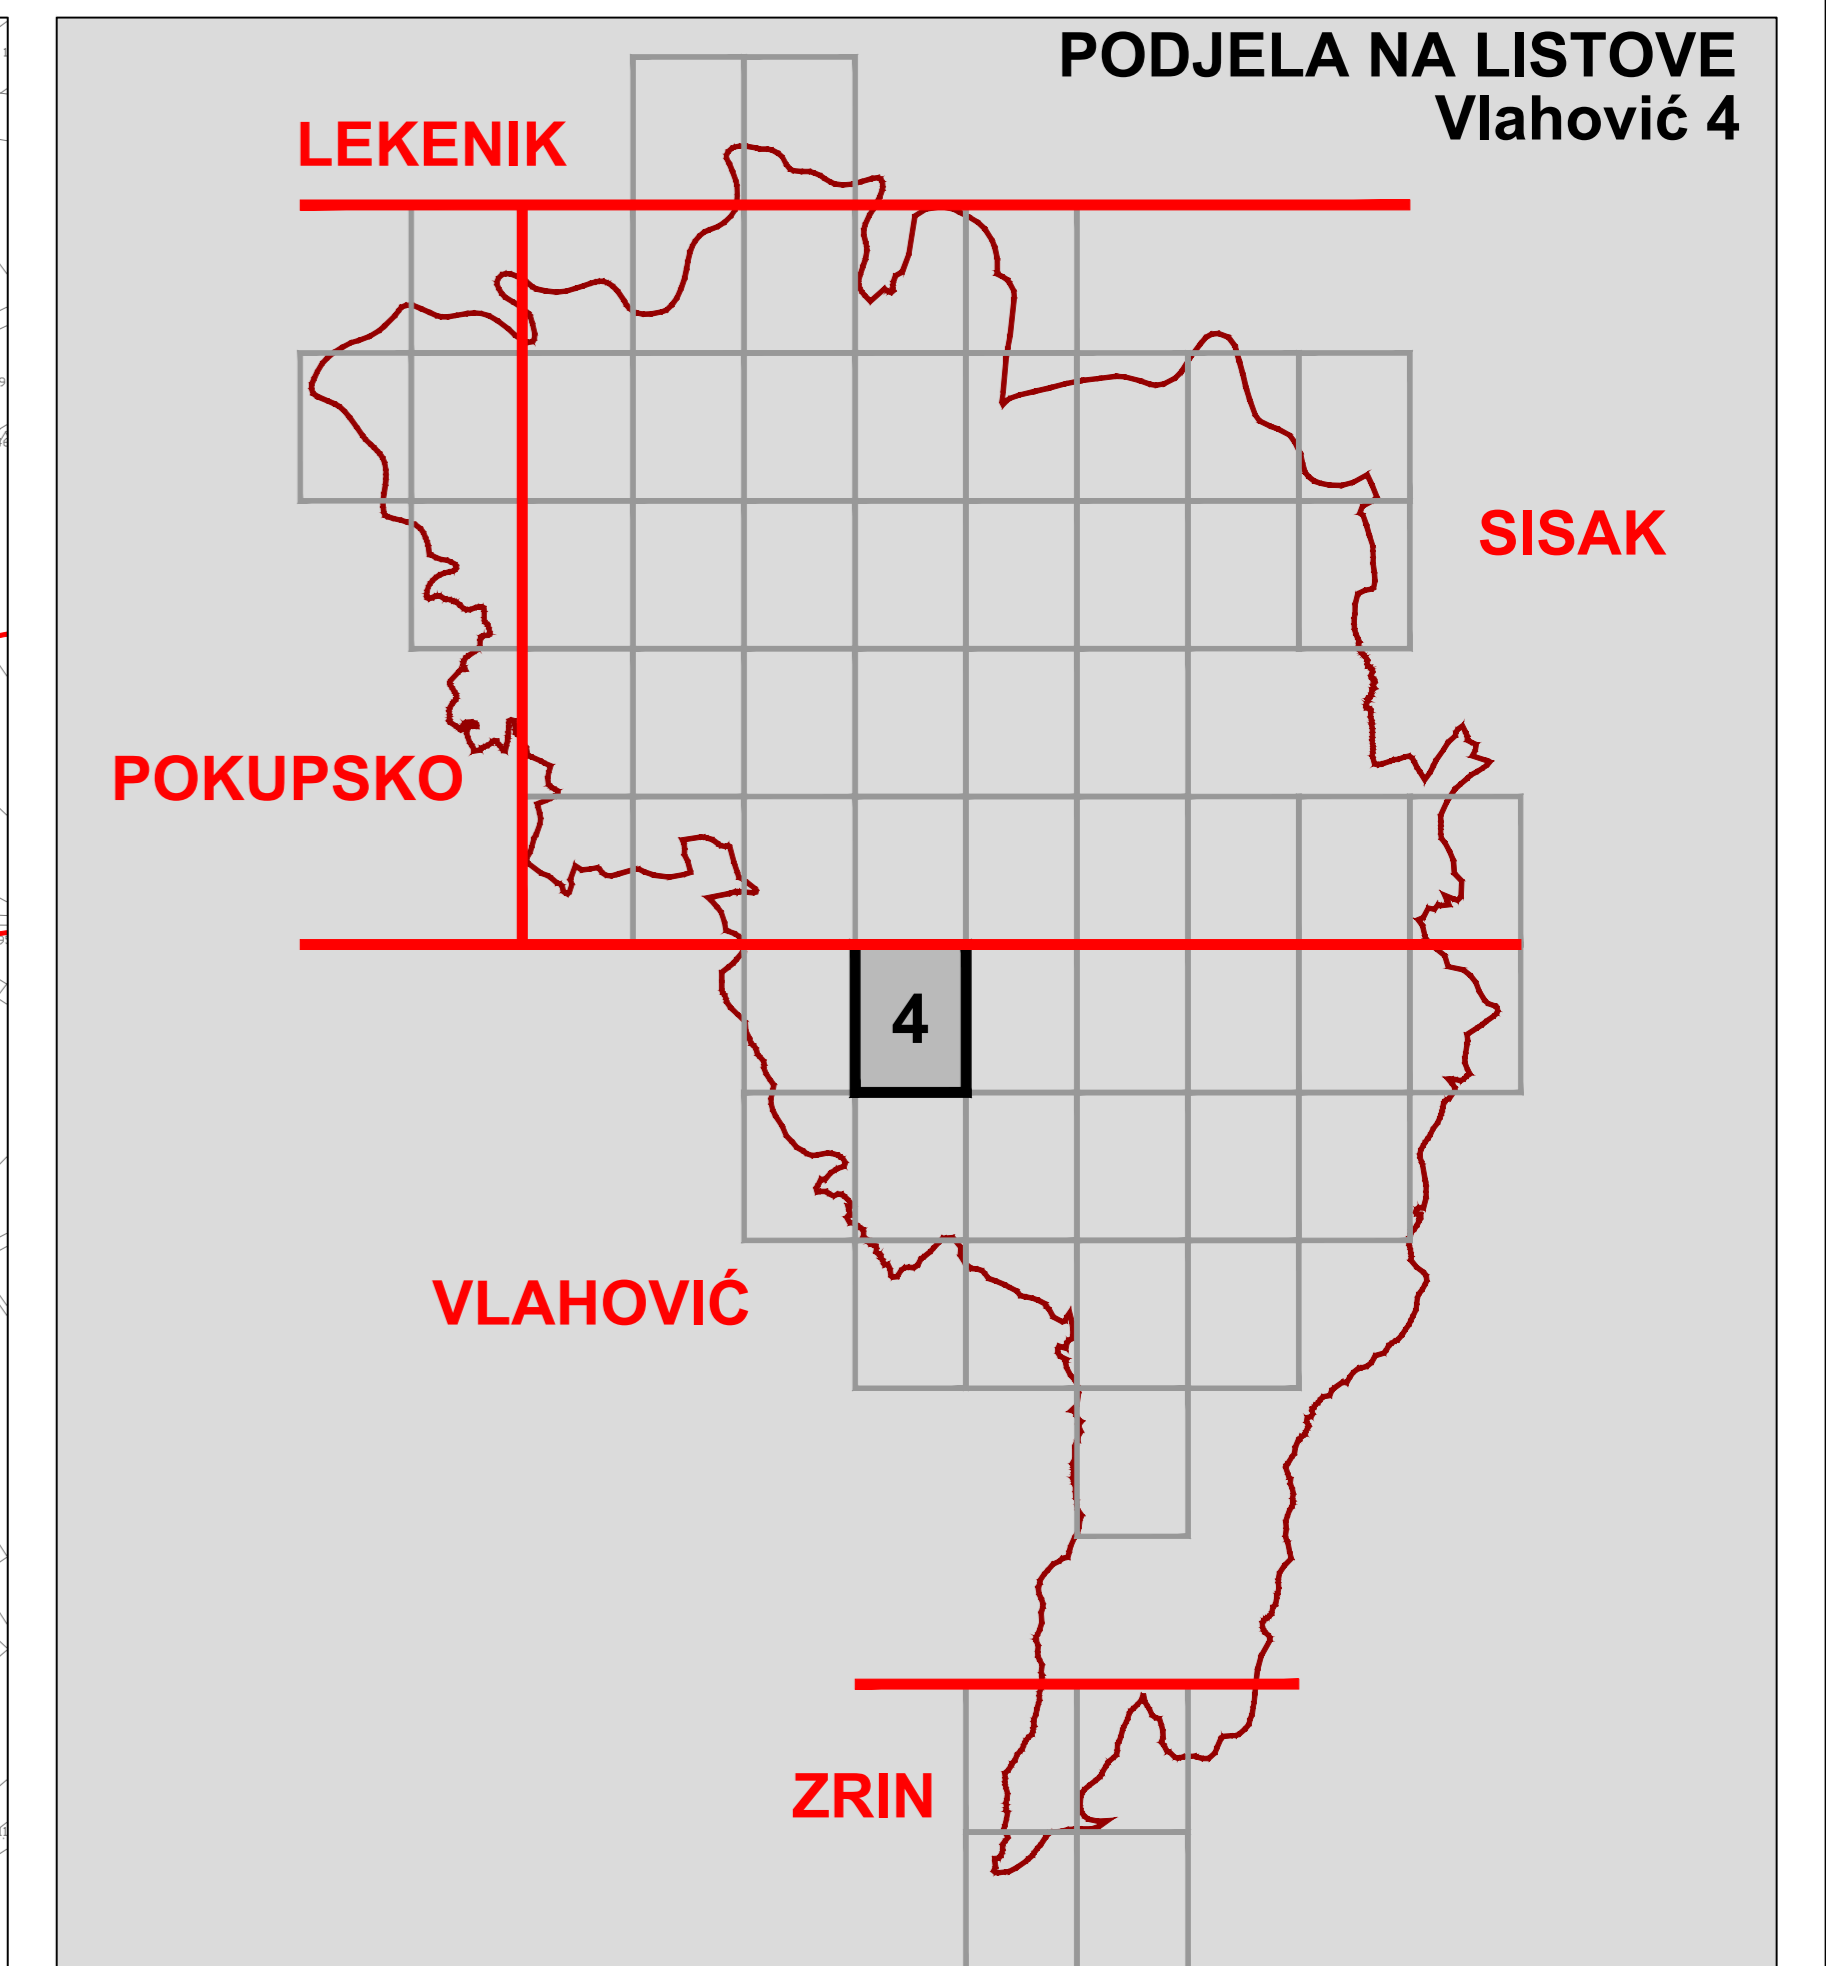 PODJELA NA LISTOVE
Vlahović 4
LEKENIK
SISAK
POKUPSKO
4
VLAHOVIĆ
ZRIN